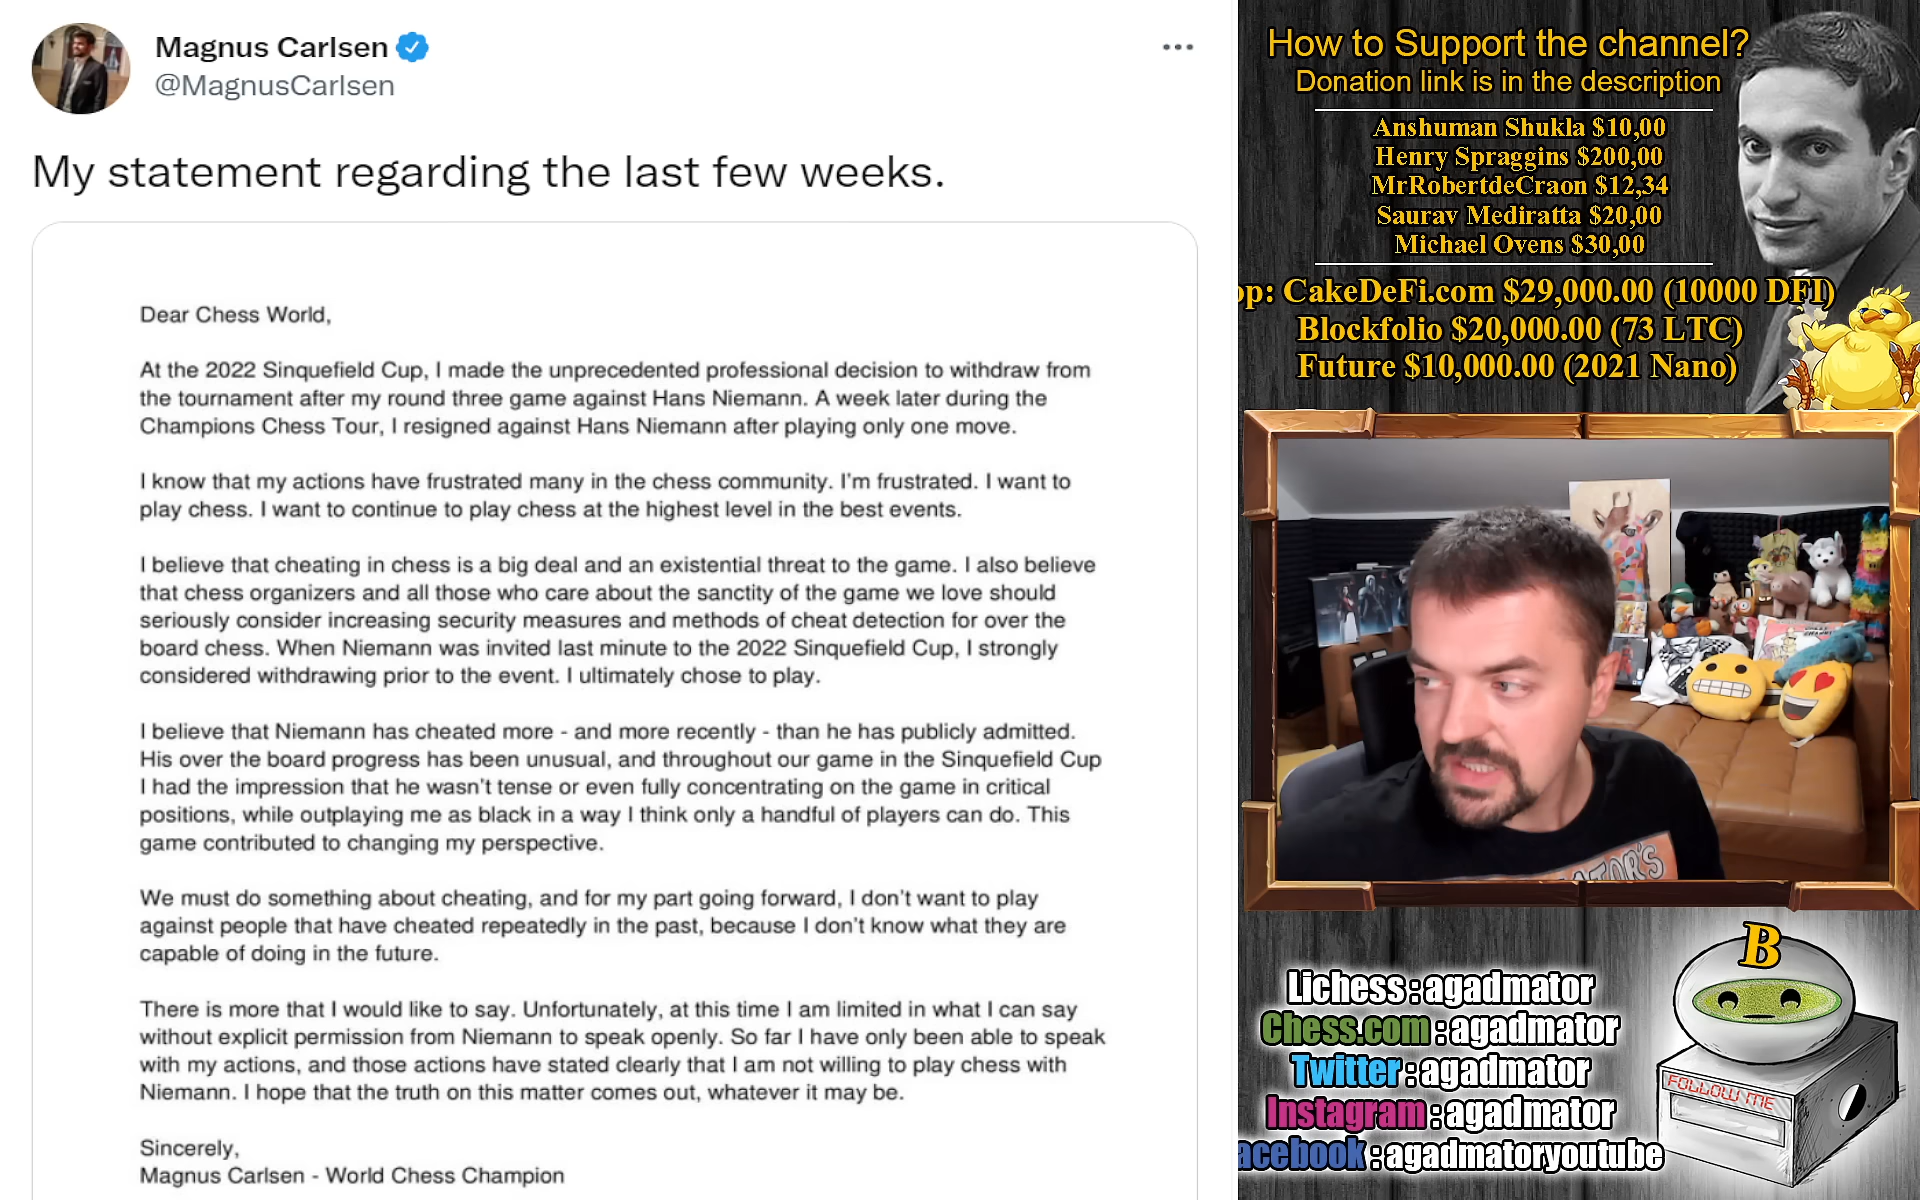 Magnus Carlsen
@MagnusCarlsen
My statement regarding the last few weeks.
Dear Chess World,
At the 2022 Sinquefield Cup, I made the unprecedented professional decision to withdraw from
the tournament after my round three game against Hans Niemann. A week later during the
Champions Chess Tour, I resigned against Hans Niemann after playing only one move.
I know that my actions have frustrated many in the chess community. I'm frustrated. I want to
play chess. I want to continue to play chess at the highest level in the best events.
I believe that cheating in chess is a big deal and an existential threat to the game. I also believe
that chess organizers and all those who care about the sanctity of the game we love should
seriously consider increasing security measures and methods of cheat detection for over the
board chess. When Niemann was invited last minute to the 2022 Sinquefield Cup, I strongly
considered withdrawing prior to the event. I ultimately chose to play.
I believe that Niemann has cheated more - and more recently - than he has publicly admitted.
His over the board progress has been unusual, and throughout our game in the Sinquefield Cup
I had the impression that he wasn't tense or even fully concentrating on the game in critical
positions, while outplaying me as black in a way I think only a handful of players can do. This
game contributed to changing my perspective.
We must do something about cheating, and for my part going forward, I don't want to play
against people that have cheated repeatedly in the past, because I don't know what they are
capable of doing in the future.
There is more that I would like to say. Unfortunately, at this time I am limited in what I can say
without explicit permission from Niemann to speak openly. So far I have only been able to speak
with my actions, and those actions have stated clearly that I am not willing to play chess with
Niemann. I hope that the truth on this matter comes out, whatever it may be.
Sincerely,
Magnus Carlsen - World Chess Champion
How to Support the channel?
Donation link is in the description
Anshuman Shukla $10,00
Henry Spraggins $200,00
MrRobertdeCraon $12,34
Saurav Mediratta $20,00
Michael Ovens $30,00
op: CakeDeFi.com $29,000.00 (10000 DFI)
Blockfolio $20,000.00 (73 LTC)
Future $10,000.00 (2021 Nano)
ATOR'S
B
Lichess:agadmator
Chess.com:agadmator
Twitter:agadmator
Instagram:agadmator
acebook:agadmatoryoutube
FOLLOW ME